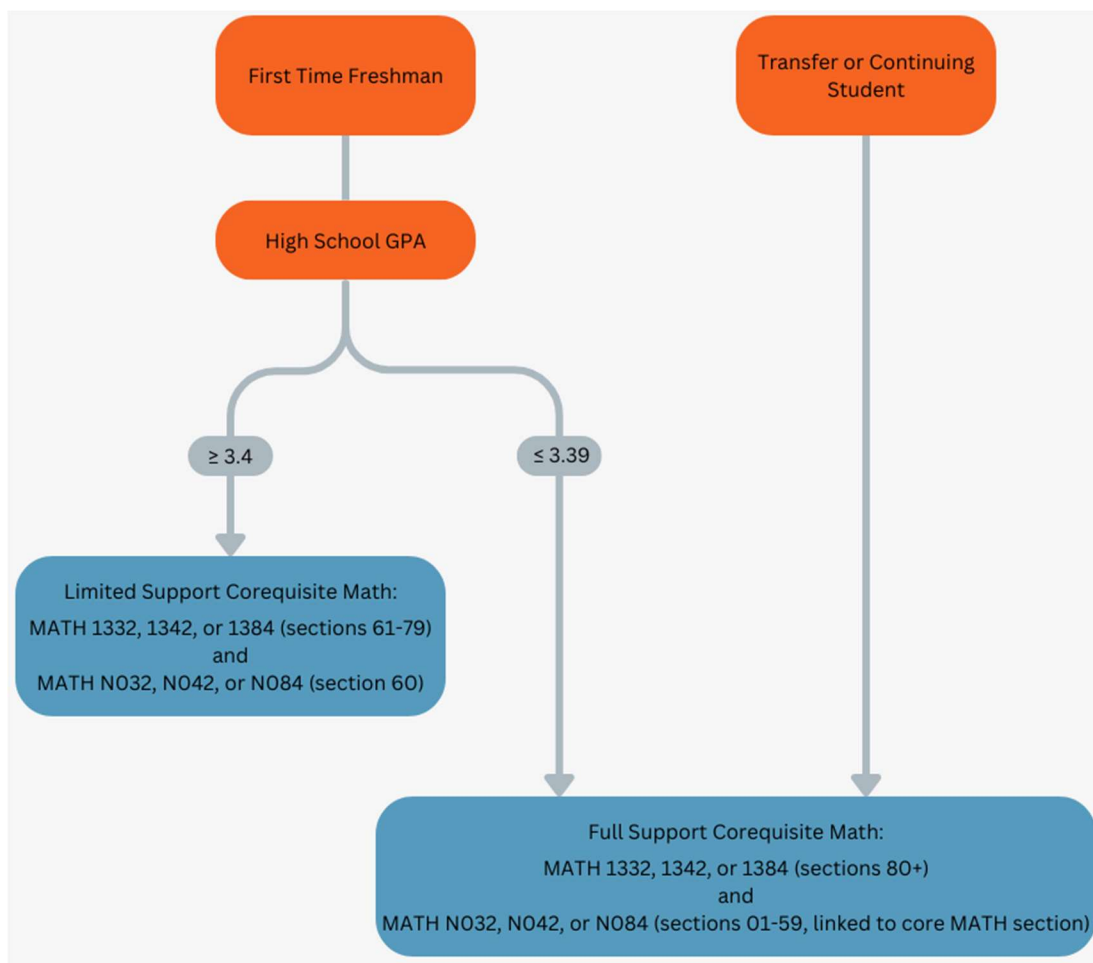 First Time Freshman
Transfer or Continuing
Student
High School GPA
≥ 3.4
≤ 3.39
Limited Support Corequisite Math:
MATH 1332, 1342, or 1384 (sections 61-79)
and
MATH N032, N042, or N084 (section 60)
Full Support Corequisite Math:
MATH 1332, 1342, or 1384 (sections 80+)
and
MATH N032, N042, or N084 (sections 01-59, linked to core MATH section)